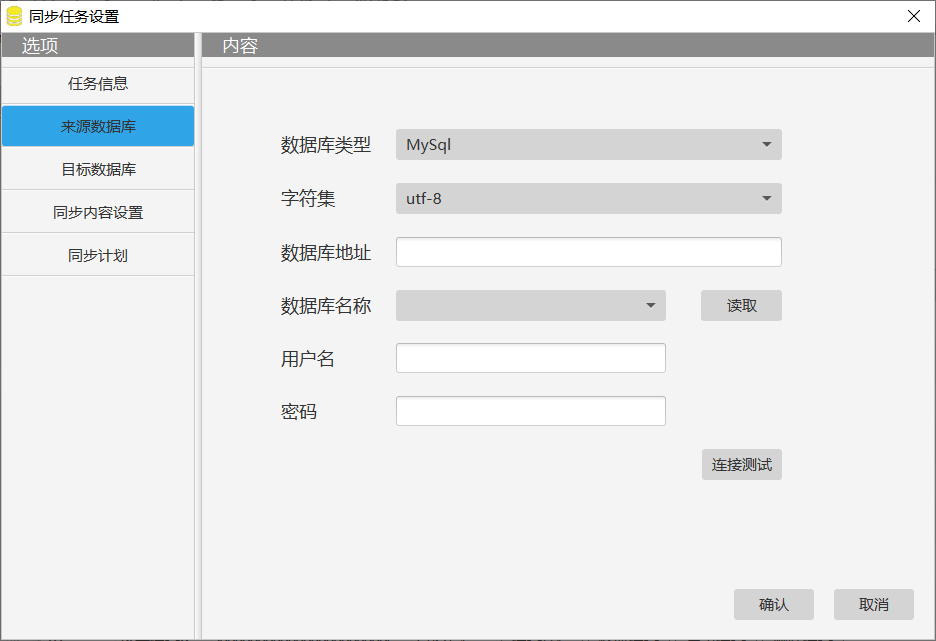 同步任务设置
选项
内容
任务信息
来源数据库
目标数据库
同步内容设置
同步计划
数据库类型 MySql
字符集 utf-8
数据库地址
数据库名称 读取
用户名
密码
连接测试
确认 取消